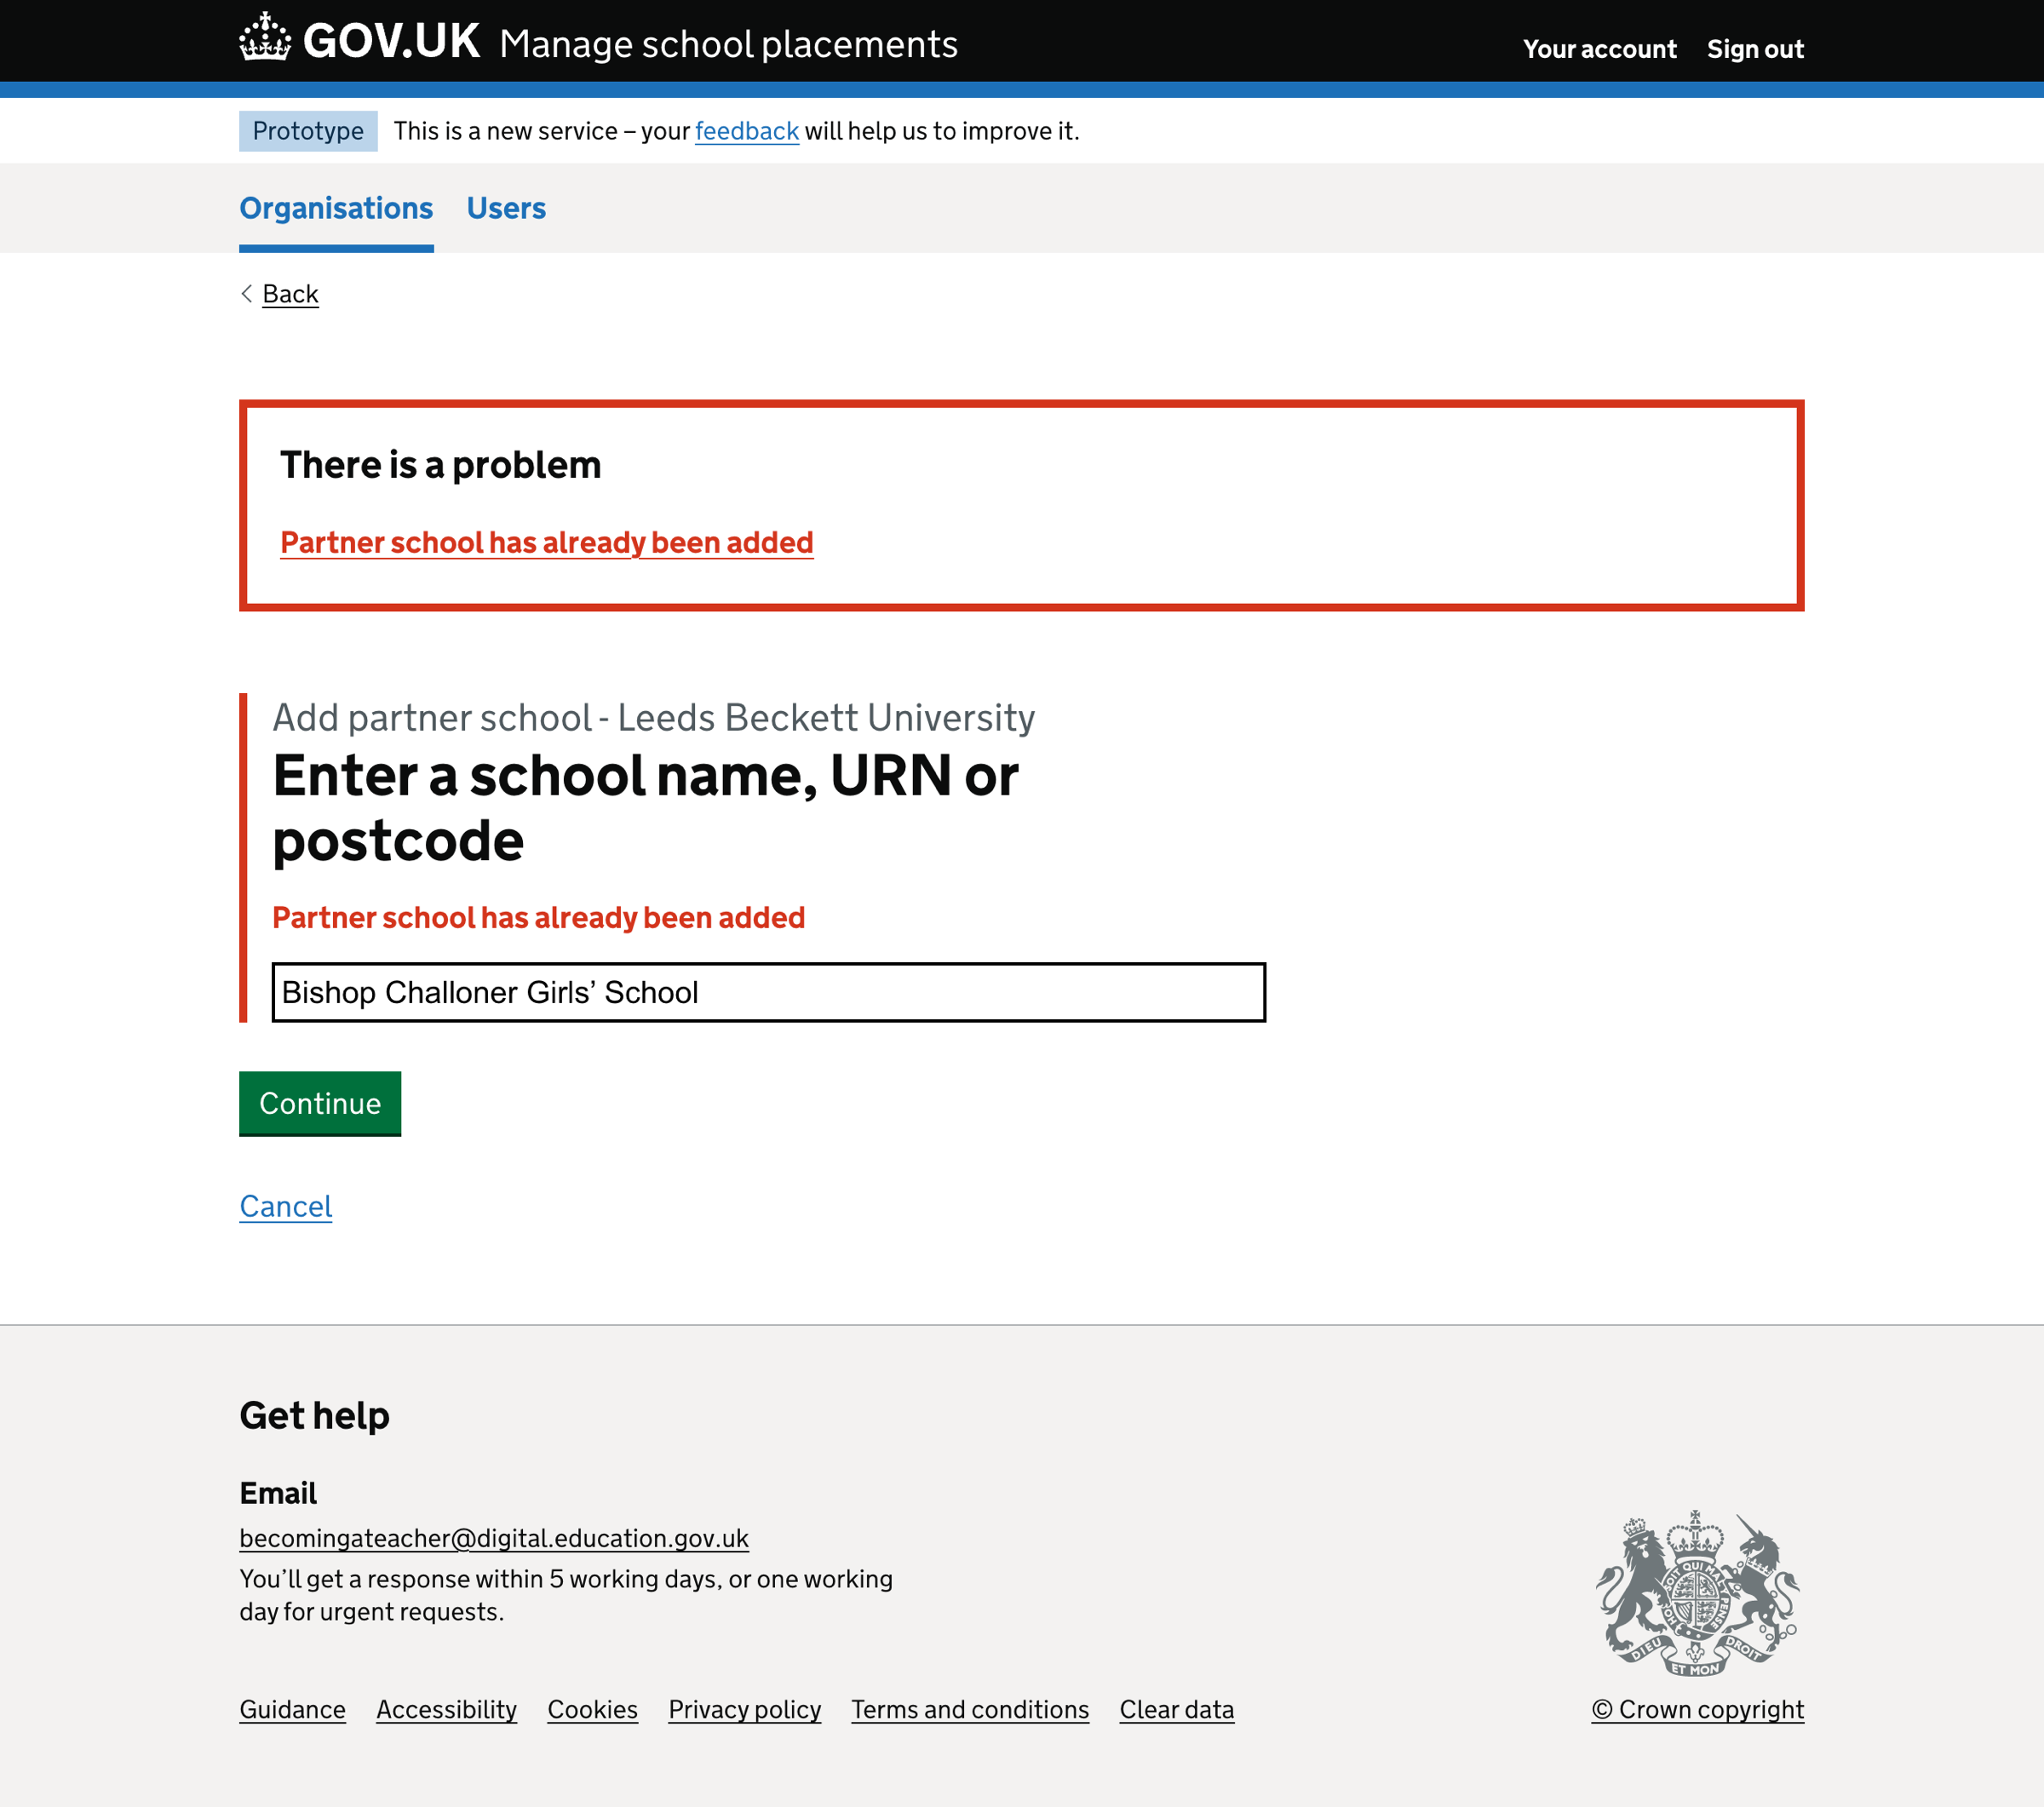 GOV.UK Manage school placements
Your account Sign out
Prototype This is a new service – your feedback will help us to improve it.
Organisations Users
Back
There is a problem
Partner school has already been added
Add partner school - Leeds Beckett University
Enter a school name, URN or
postcode
Partner school has already been added
Bishop Challoner Girls’ School
Continue
Cancel
Get help
Email
becomingateacher@digital.education.gov.uk
You’ll get a response within 5 working days, or one working
day for urgent requests.
DIEU ET MON DROIT
Guidance Accessibility Cookies Privacy policy Terms and conditions Clear data
© Crown copyright